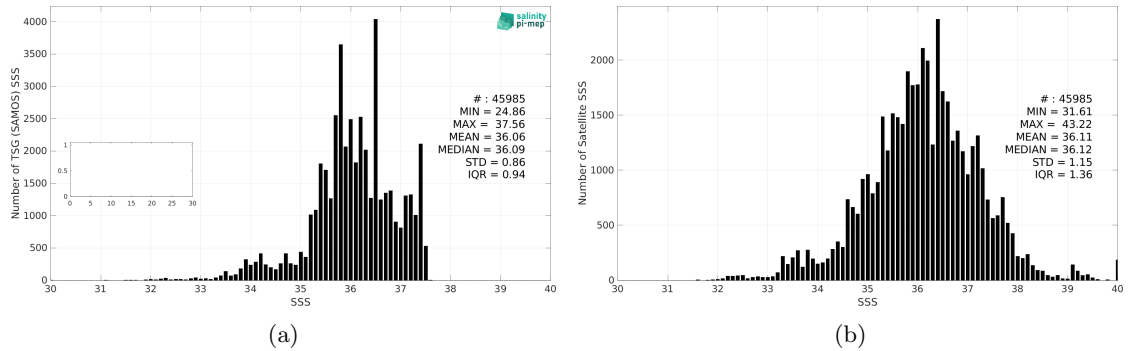 salinity
pi-mep
Number of TSG (SAMOS) SSS
4000
3500
3000
2500
2000
1500
1000
500
0
# : 45985
MIN = 24.86
MAX = 37.56
MEAN = 36.06
MEDIAN = 36.09
STD = 0.86
IQR = 0.94
1
0.5
0
0 5 10 15 20 25 30
30 31 32 33 34 35 36 37 38 39 40
SSS
(a)
Number of Satellite SSS
2000
1500
1000
500
0
# : 45985
MIN = 31.61
MAX = 43.22
MEAN = 36.11
MEDIAN = 36.12
STD = 1.15
IQR = 1.36
30 31 32 33 34 35 36 37 38 39 40
SSS
(b)